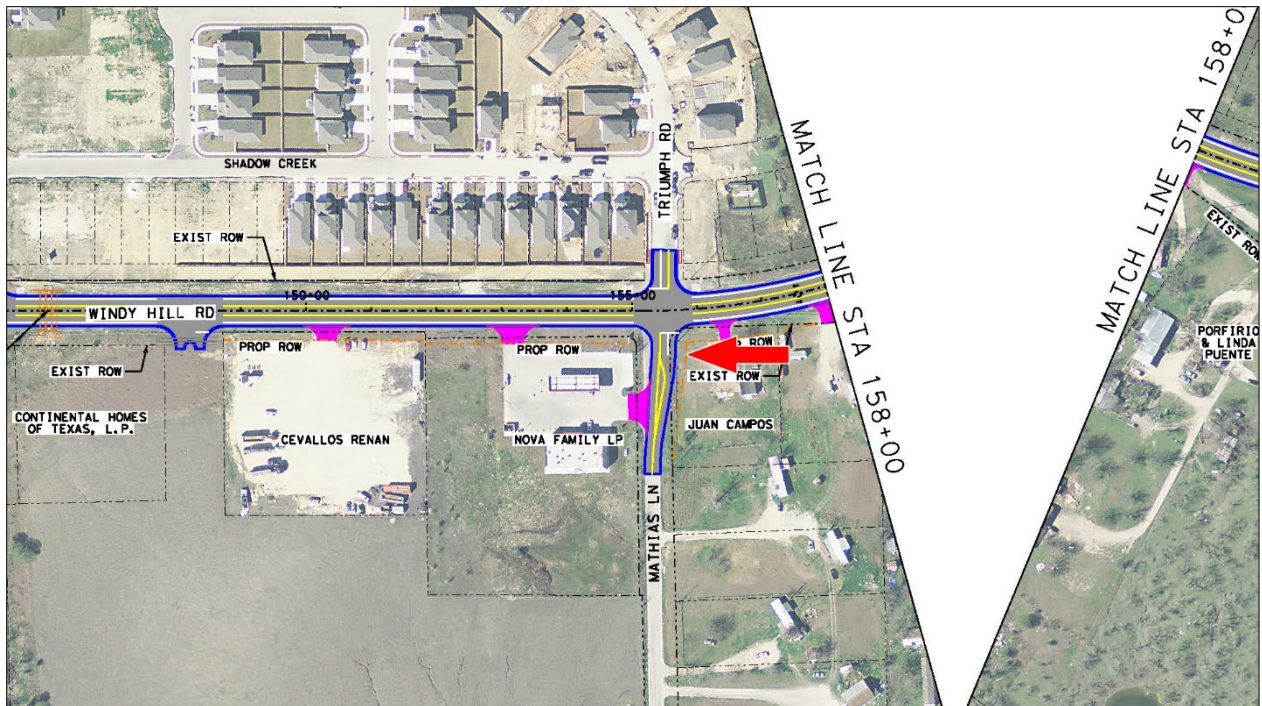 SHADOW CREEK
TRIUMPH RD
EXIST ROW
150+00
155+00
WINDY HILL RD
MATCH LINE STA 158+00
MATCH LINE STA 158+0
EXIST ROW
PORFIRIO
& LINDA
PUENTE
PROP ROW
PROP ROW
ROW
EXIST ROW
EXIST ROW
CONTINENTAL HOMES
OF TEXAS, L.P.
CEVALLOS RENAN
NOVA FAMILY LP
JUAN CAMPOS
MATHIAS LN